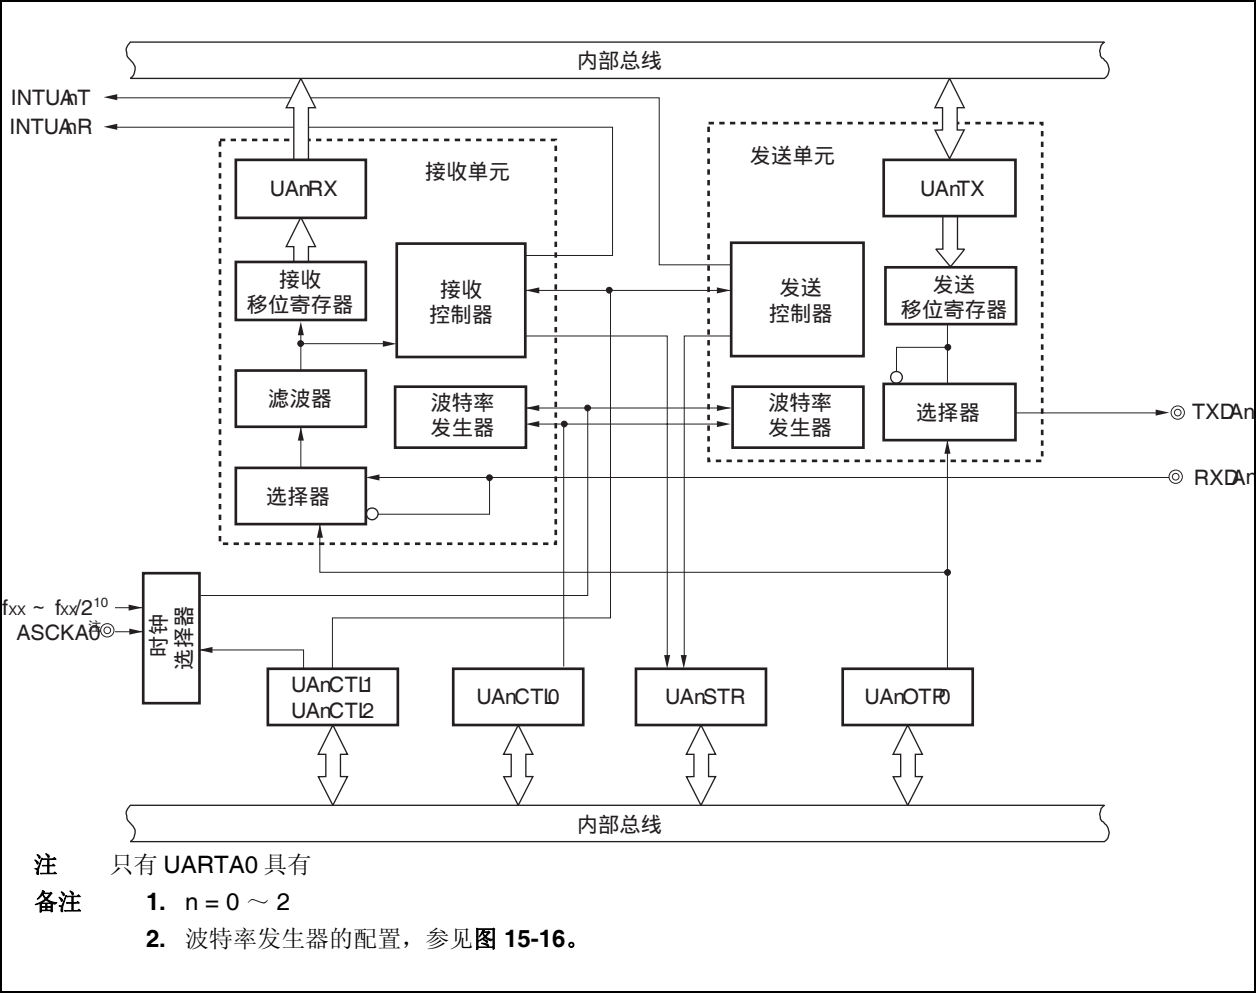 内部总线
INTUAnT
INTUAnR
接收单元
发送单元
UAnRX
UAnTX
接收
移位寄存器
接收
控制器
发送
控制器
发送
移位寄存器
滤波器
波特率
发生器
波特率
发生器
选择器
TXDAn
选择器
RXDAn
fxx ~ fxx/2¹⁰
ASCKA0注
时钟
选择器
UAnCTL1
UAnCTL2
UAnCTL0
UAnSTR
UAnOTP0
内部总线
注 只有 UARTA0 具有
备注 1. n = 0 ～ 2
2. 波特率发生器的配置，参见图 15-16。